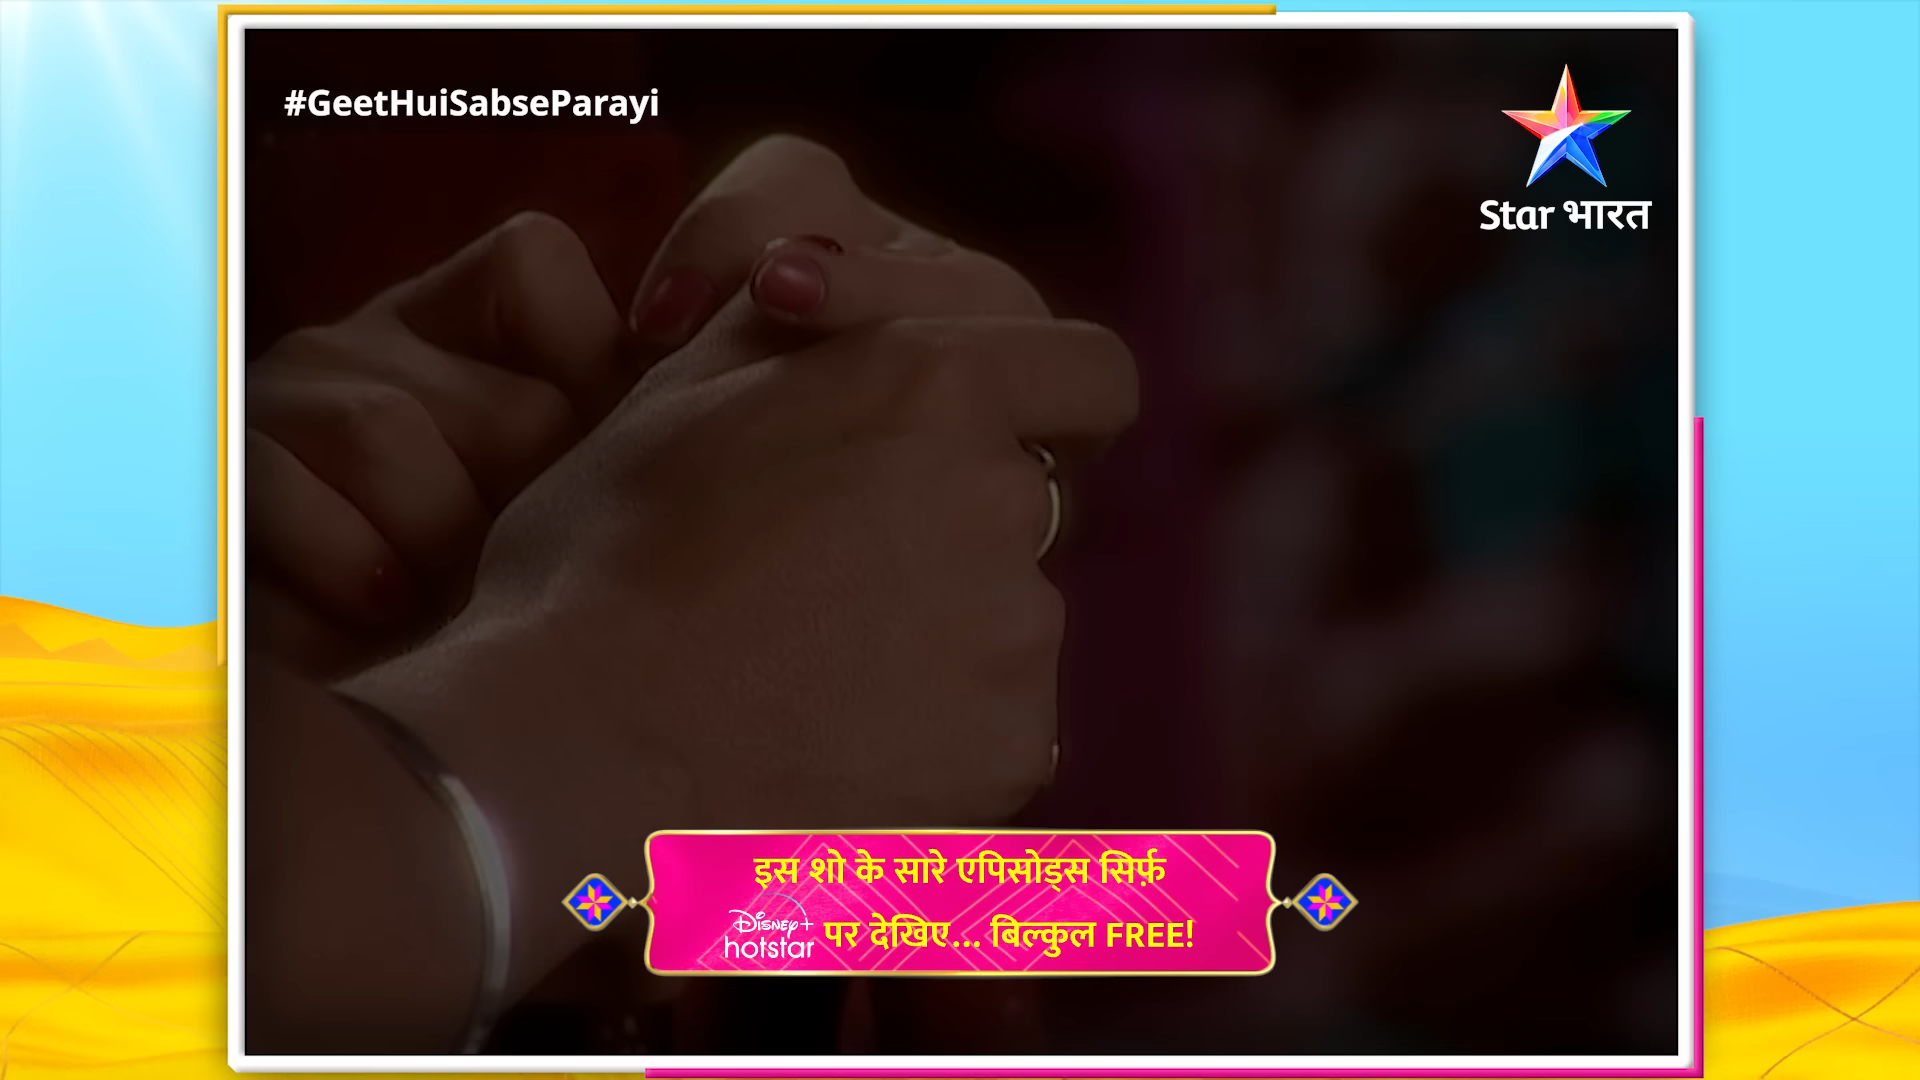 #GeetHuiSabseParayi
Star भारत
इस शो के सारे एपिसोड्स सिर्फ़
Disney+ hotstar पर देखिए... बिल्कुल FREE!